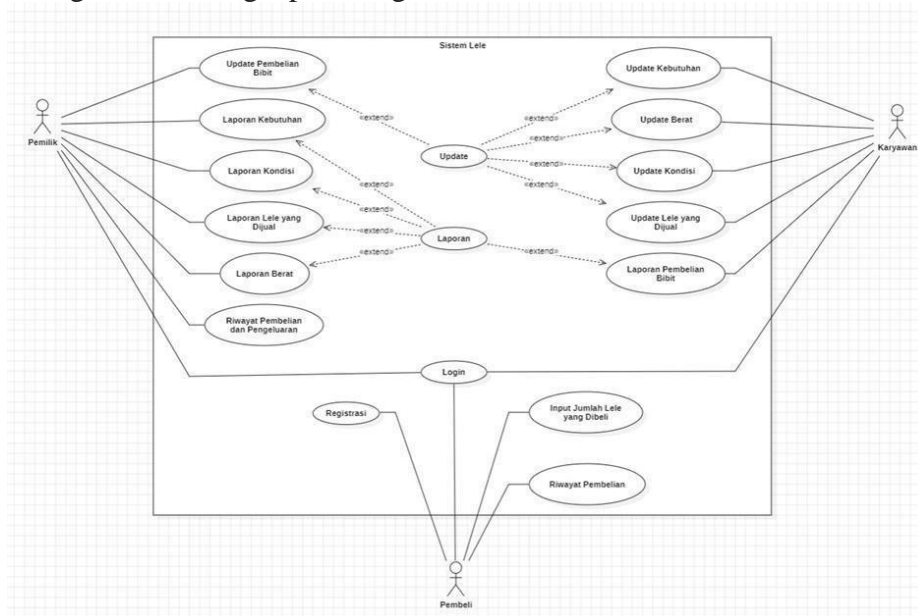 Sistem Lele
Update Pembelian
Bibit
Update Kebutuhan
«extend»
«extend»
Laporan Kebutuhan
Update Berat
Pemilik
Karyawan
«extend»
Update
Laporan Kondisi
«extend»
Update Kondisi
«extend»
«extend»
Laporan Lele yang
Dijual
«extend»
Update Lele yang
Dijual
«extend»
Laporan
Laporan Berat
«extend»
«extend»
Laporan Pembelian
Bibit
Riwayat Pembelian
dan Pengeluaran
Login
Registrasi
Input Jumlah Lele
yang Dibeli
Riwayat Pembelian
Pembeli